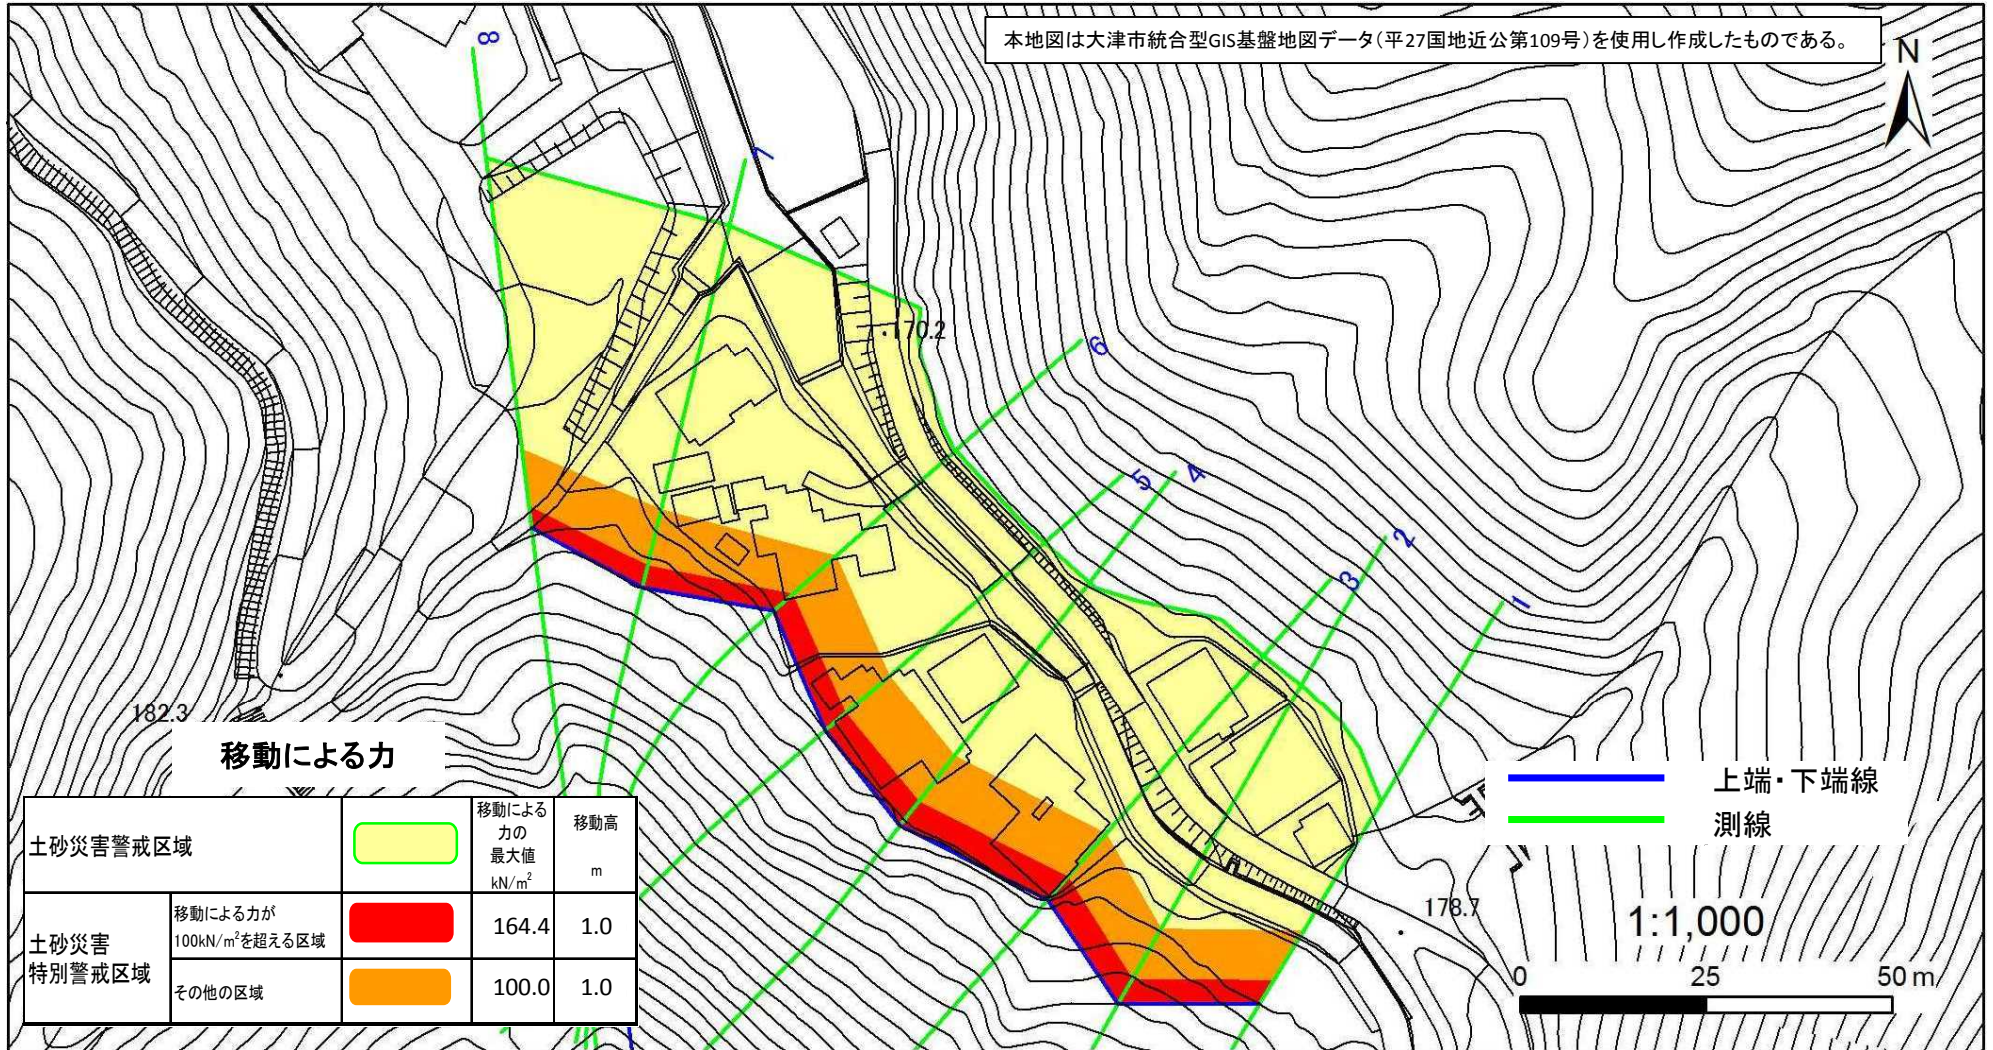 本地図は大津市統合型GIS基盤地図データ(平27国地近公第109号)を使用し作成したものである。
N
8
7
・170.2
6
5
4
2
3
1
182.3
178.7
移動による力
土砂災害警戒区域
移動による
力の
最大値
kN/㎡
移動高
m
土砂災害
特別警戒区域
移動による力が
100kN/㎡を超える区域
164.4
1.0
その他の区域
100.0
1.0
上端・下端線
測線
1:1,000
0 25 50 m